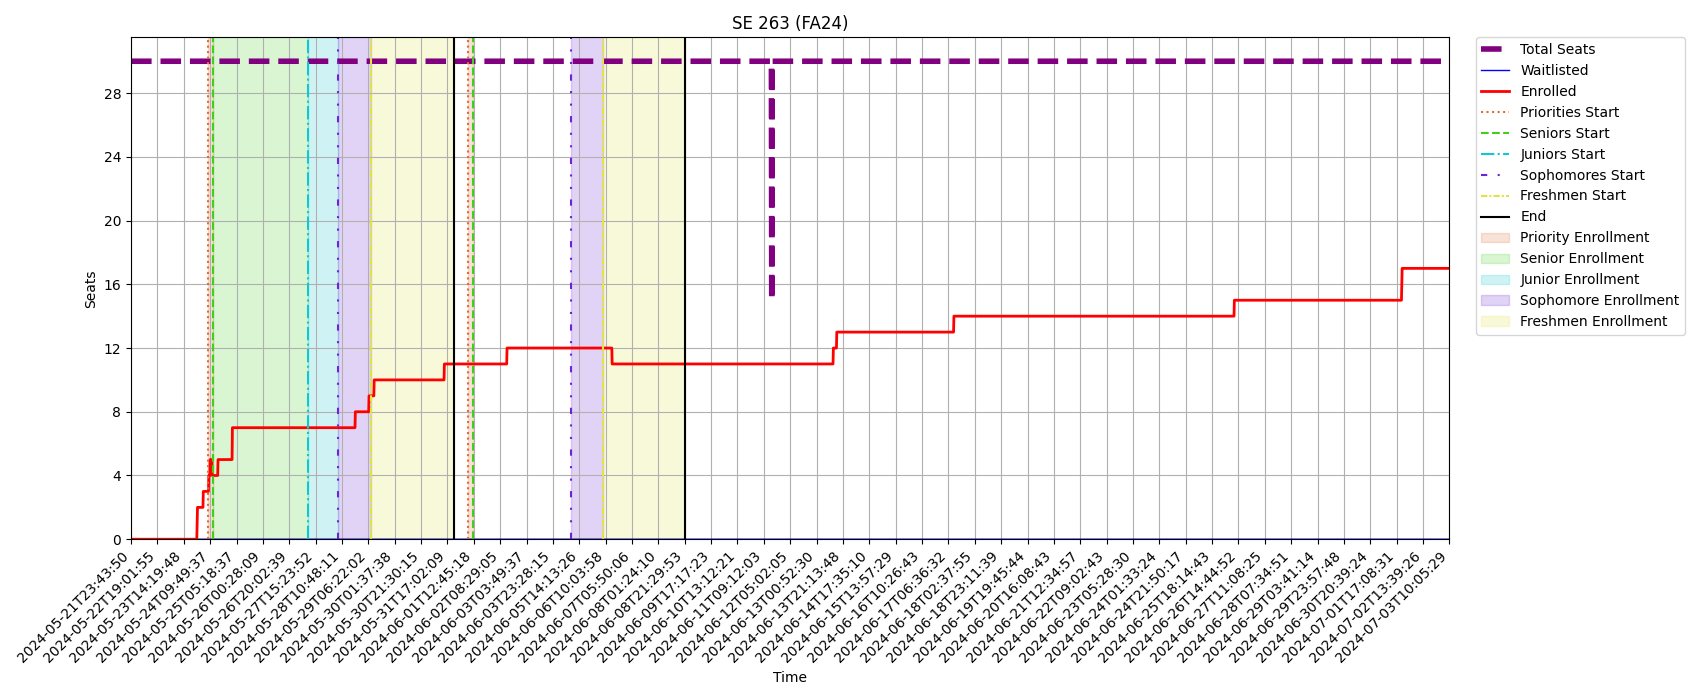 SE 263 (FA24)
Total Seats
Waitlisted
Enrolled
Priorities Start
Seniors Start
Juniors Start
Sophomores Start
Freshmen Start
End
Priority Enrollment
Senior Enrollment
Junior Enrollment
Sophomore Enrollment
Freshmen Enrollment
Seats
28
24
20
16
12
8
4
0
2024-05-21T23:43:50
2024-05-22T19:01:55
2024-05-23T14:19:48
2024-05-24T09:49:37
2024-05-25T05:18:37
2024-05-26T00:28:09
2024-05-26T20:02:39
2024-05-27T15:23:52
2024-05-28T10:48:11
2024-05-29T06:22:02
2024-05-30T01:37:38
2024-05-30T21:30:15
2024-05-31T17:02:09
2024-06-01T12:45:18
2024-06-02T08:29:05
2024-06-03T03:49:37
2024-06-03T23:28:15
2024-06-05T14:13:26
2024-06-06T10:03:58
2024-06-07T05:50:06
2024-06-08T01:24:10
2024-06-08T21:29:53
2024-06-09T17:17:23
2024-06-10T13:12:21
2024-06-11T09:12:03
2024-06-12T05:02:05
2024-06-13T00:52:30
2024-06-13T21:13:48
2024-06-14T17:35:10
2024-06-15T13:57:29
2024-06-16T10:26:43
2024-06-17T06:36:32
2024-06-18T02:37:55
2024-06-18T23:11:39
2024-06-19T19:45:44
2024-06-20T16:08:43
2024-06-21T12:34:57
2024-06-22T09:02:43
2024-06-23T05:28:30
2024-06-24T01:33:24
2024-06-24T21:50:17
2024-06-25T18:14:43
2024-06-26T14:44:52
2024-06-27T11:08:25
2024-06-28T07:34:51
2024-06-29T03:41:14
2024-06-29T23:57:48
2024-06-30T20:39:24
2024-07-01T17:08:31
2024-07-02T13:39:26
2024-07-03T10:05:29
Time